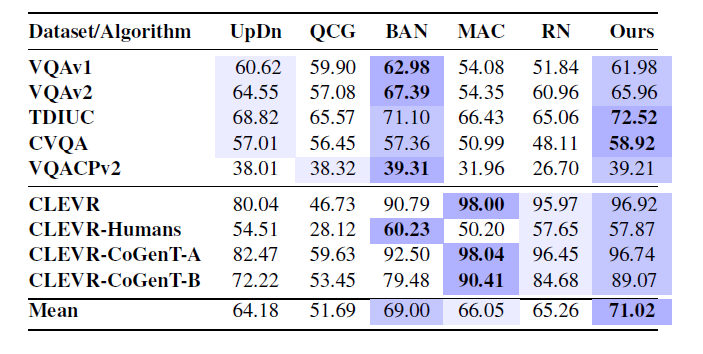 Dataset/Algorithm UpDn QCG BAN MAC RN Ours
VQAv1 60.62 59.90 62.98 54.08 51.84 61.98
VQAv2 64.55 57.08 67.39 54.35 60.96 65.96
TDIUC 68.82 65.57 71.10 66.43 65.06 72.52
CVQA 57.01 56.45 57.36 50.99 48.11 58.92
VQACPv2 38.01 38.32 39.31 31.96 26.70 39.21
CLEVR 80.04 46.73 90.79 98.00 95.97 96.92
CLEVR-Humans 54.51 28.12 60.23 50.20 57.65 57.87
CLEVR-CoGenT-A 82.47 59.63 92.50 98.04 96.45 96.74
CLEVR-CoGenT-B 72.22 53.45 79.48 90.41 84.68 89.07
Mean 64.18 51.69 69.00 66.05 65.26 71.02